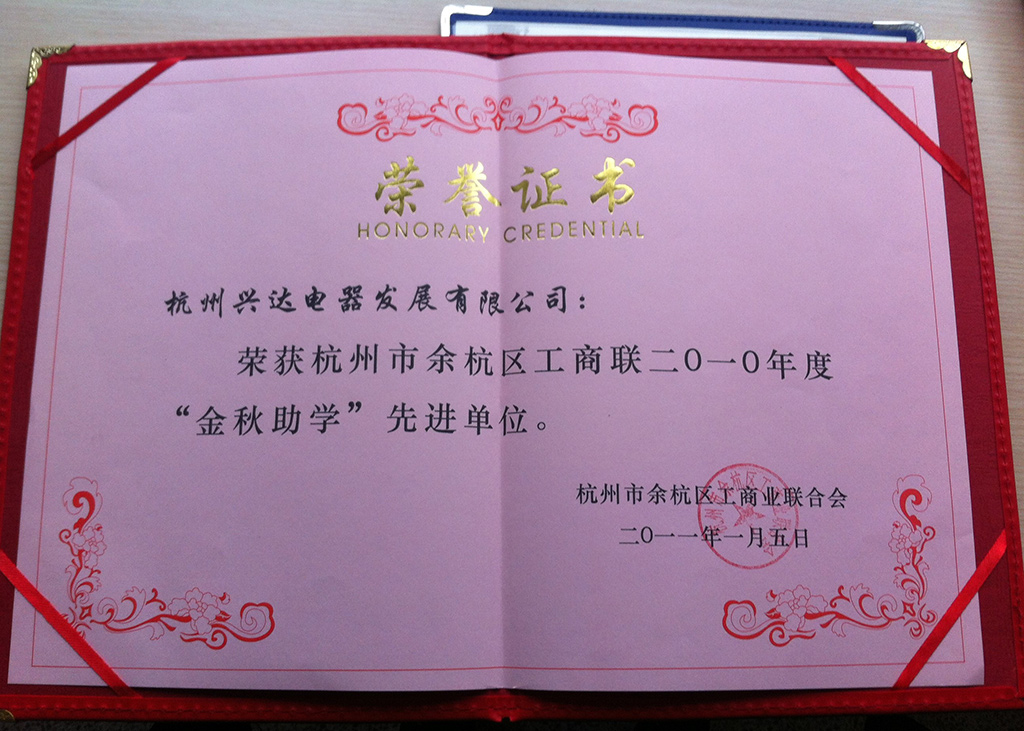 荣誉证书
HONORARY CREDENTIAL
杭州兴达电器发展有限公司：
荣获杭州市余杭区工商联二〇一〇年度
“金秋助学”先进单位。
杭州市余杭区工商业联合会
二〇一一年一月五日